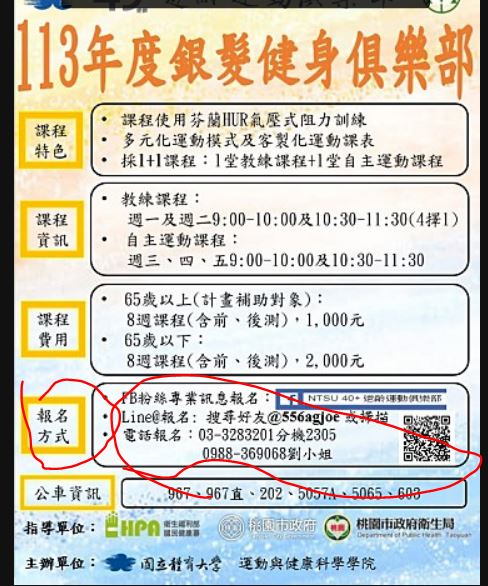 113年度銀髮健身俱樂部
課程特色
• 課程使用芬蘭HUR氣壓式阻力訓練
• 多元化運動模式及客製化運動課表
• 採1+1課程：1堂教練課程+1堂自主運動課程
課程資訊
• 教練課程：
週一及週二9:00-10:00及10:30-11:30(4擇1)
• 自主運動課程：
週三、四、五9:00-10:00及10:30-11:30
課程費用
• 65歲以上(計畫補助對象)：
8週課程(含前、後測)，1,000元
• 65歲以下：
8週課程(含前、後測)，2,000元
報名方式
• FB粉絲專業訊息報名： NTSU 40+ 逆齡運動俱樂部
• Line@報名: 搜尋好友@556agjoe 或掃描
• 電話報名：03-3283201分機2305
0988-369068劉小姐
公車資訊
967、967直、202、5057A、5065、603
指導單位： HPA 衛生福利部 國民健康署 桃園市政府 桃園市政府衛生局
Department of Public Health, Taoyuan
主辦單位： 國立體育大學 運動與健康科學學院